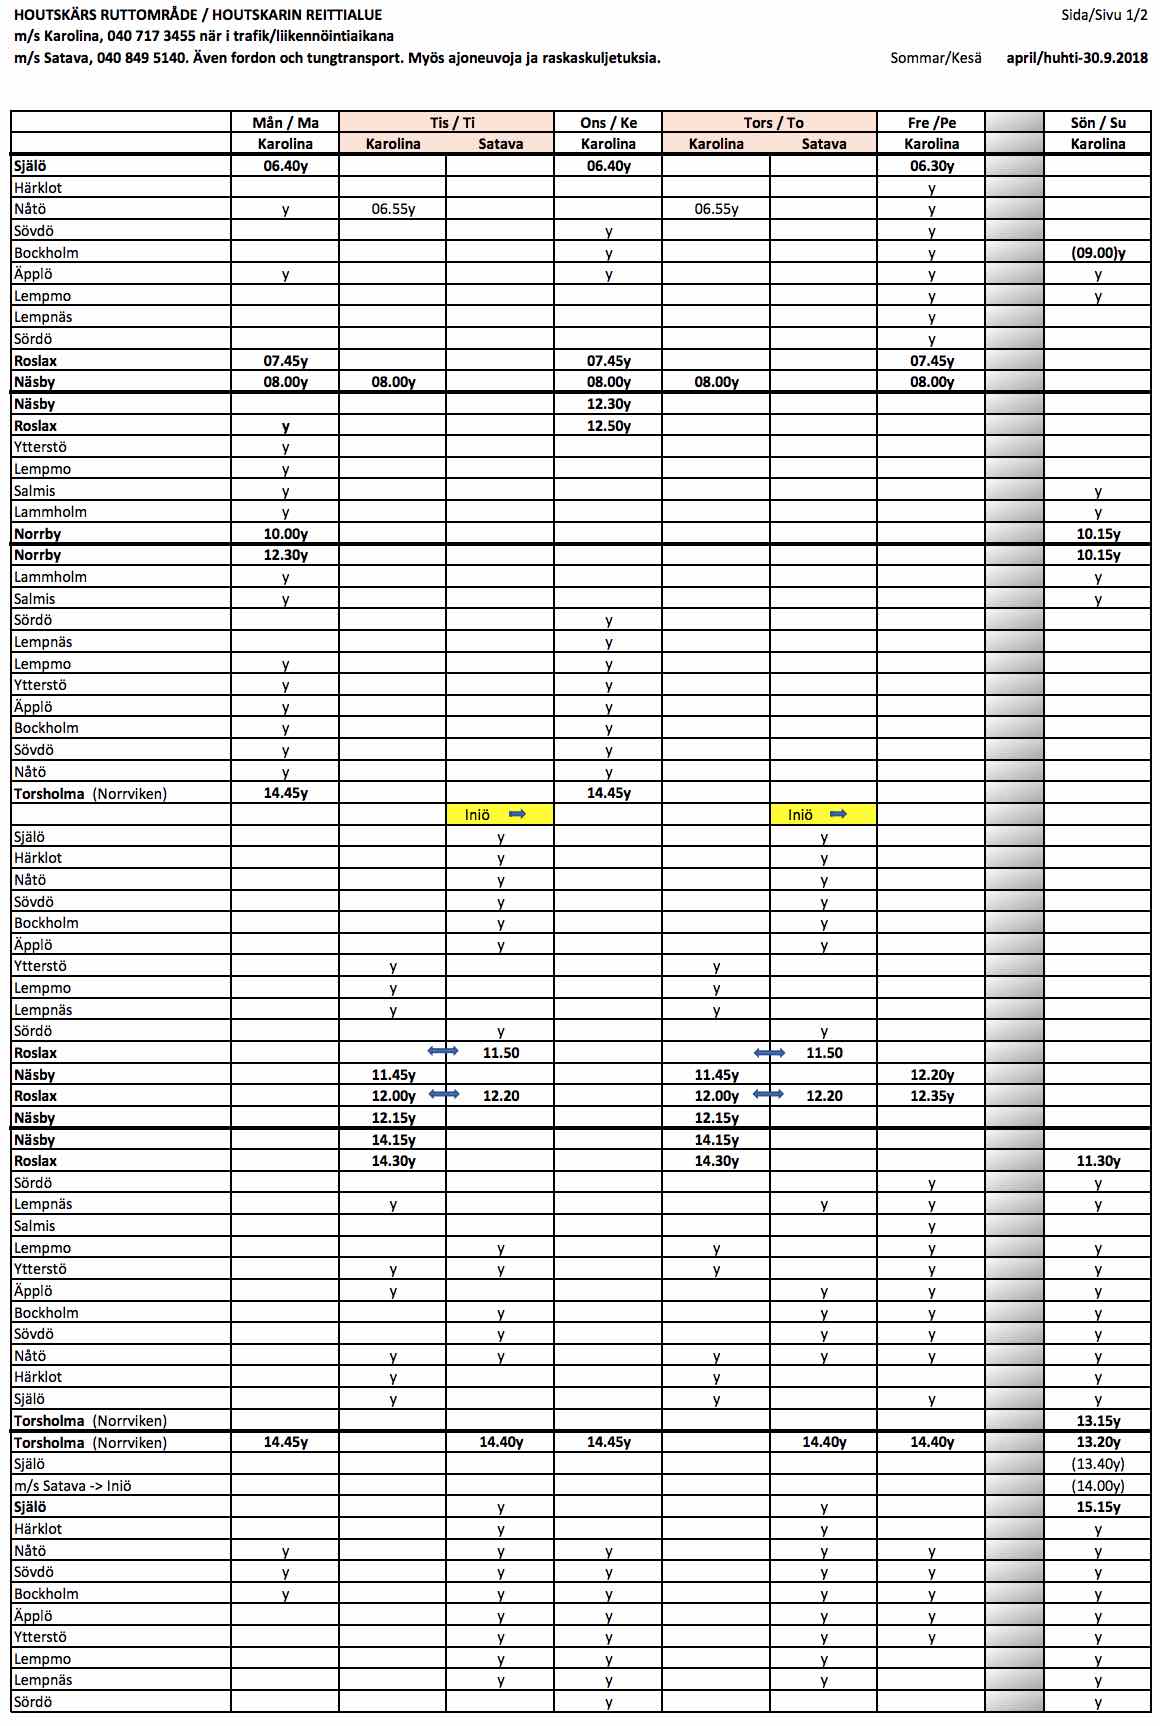 HOUTSKÄRS RUTTOMRÅDE / HOUTSKARIN REITTIALUE Sida/Sivu 1/2
m/s Karolina, 040 717 3455 när i trafik/liikennöintiaikana
m/s Satava, 040 849 5140. Även fordon och tungtransport. Myös ajoneuvoja ja raskaskuljetuksia. Sommar/Kesä april/huhti-30.9.2018
Mån / Ma Tis / Ti Ons / Ke Tors / To Fre /Pe Sön / Su
Karolina Karolina Satava Karolina Karolina Satava Karolina Karolina
Själö 06.40y 06.40y 06.30y
Härklot y
Nåtö y 06.55y 06.55y y
Sövdö y y
Bockholm y y (09.00)y
Äpplö y y y y
Lempmo y y
Lempnäs y
Sördö y
Roslax 07.45y 07.45y 07.45y
Näsby 08.00y 08.00y 08.00y 08.00y 08.00y
Näsby 12.30y
Roslax y 12.50y
Ytterstö y
Lempmo y
Salmis y y
Lammholm y y
Norrby 10.00y 10.15y
Norrby 12.30y 10.15y
Lammholm y y
Salmis y y
Sördö y
Lempnäs y
Lempmo y y
Ytterstö y y
Äpplö y y
Bockholm y y
Sövdö y y
Nåtö y y
Torsholma (Norrviken) 14.45y 14.45y
Iniö Iniö
Själö y y
Härklot y y
Nåtö y y
Sövdö y y
Bockholm y y
Äpplö y y
Ytterstö y y
Lempmo y y
Lempnäs y y
Sördö y y
Roslax 11.50 11.50
Näsby 11.45y 11.45y 12.20y
Roslax 12.00y 12.20 12.00y 12.20 12.35y
Näsby 12.15y 12.15y
Näsby 14.15y 14.15y
Roslax 14.30y 14.30y 11.30y
Sördö y y
Lempnäs y y y y
Salmis y
Lempmo y y y y
Ytterstö y y y y y
Äpplö y y y y
Bockholm y y y y
Sövdö y y y y
Nåtö y y y y y y
Härklot y y y
Själö y y y y
Torsholma (Norrviken) 13.15y
Torsholma (Norrviken) 14.45y 14.40y 14.45y 14.40y 14.40y 13.20y
Själö (13.40y)
m/s Satava -> Iniö (14.00y)
Själö y y 15.15y
Härklot y y y
Nåtö y y y y y y
Sövdö y y y y y y
Bockholm y y y y y y
Äpplö y y y y y
Ytterstö y y y y y
Lempmo y y y y
Lempnäs y y y y
Sördö y y